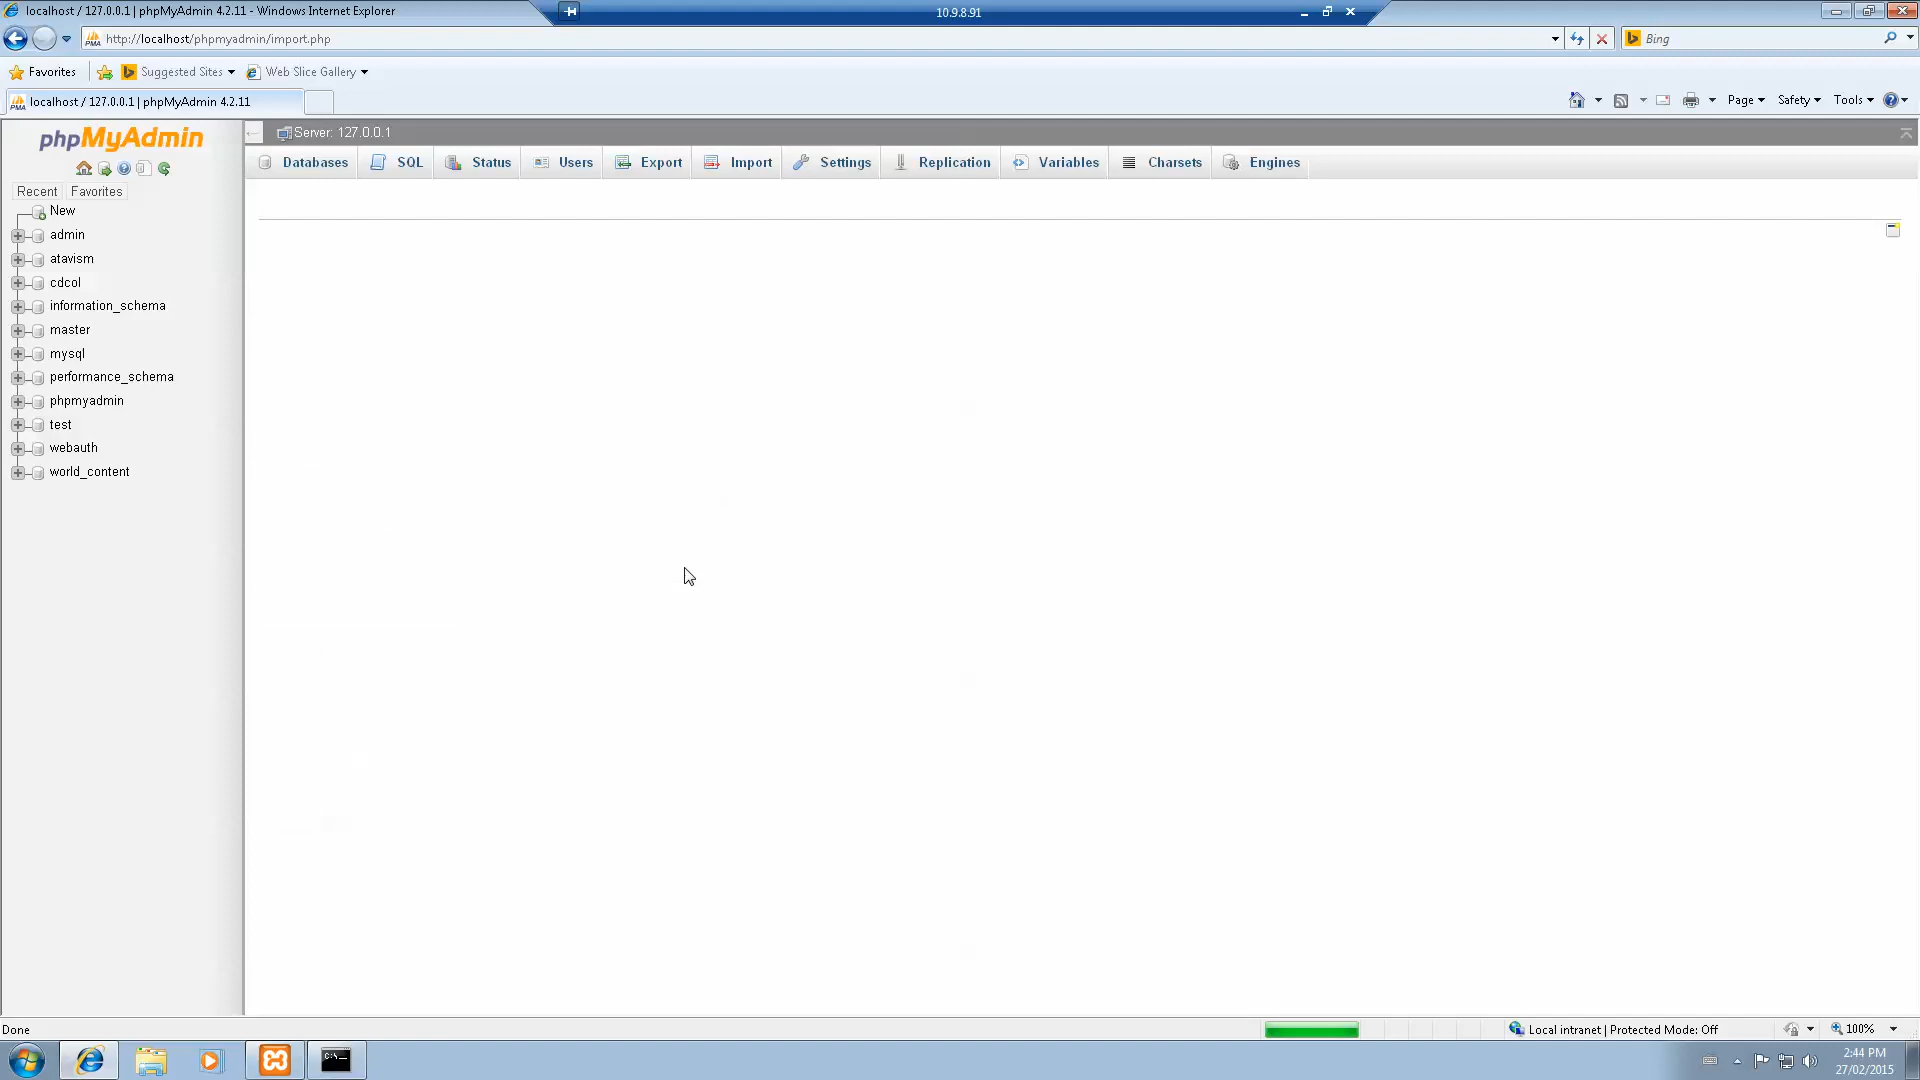 localhost / 127.0.0.1 | phpMyAdmin 4.2.11 - Windows Internet Explorer
10.9.8.91
http://localhost/phpmyadmin/import.php
Bing
Favorites
Suggested Sites
Web Slice Gallery
localhost / 127.0.0.1 | phpMyAdmin 4.2.11
Page
Safety
Tools
phpMyAdmin
Server: 127.0.0.1
Databases
SQL
Status
Users
Export
Import
Settings
Replication
Variables
Charsets
Engines
Recent
Favorites
New
admin
atavism
cdcol
information_schema
master
mysql
performance_schema
phpmyadmin
test
webauth
world_content
Done
Local intranet | Protected Mode: Off
100%
2:44 PM
27/02/2015